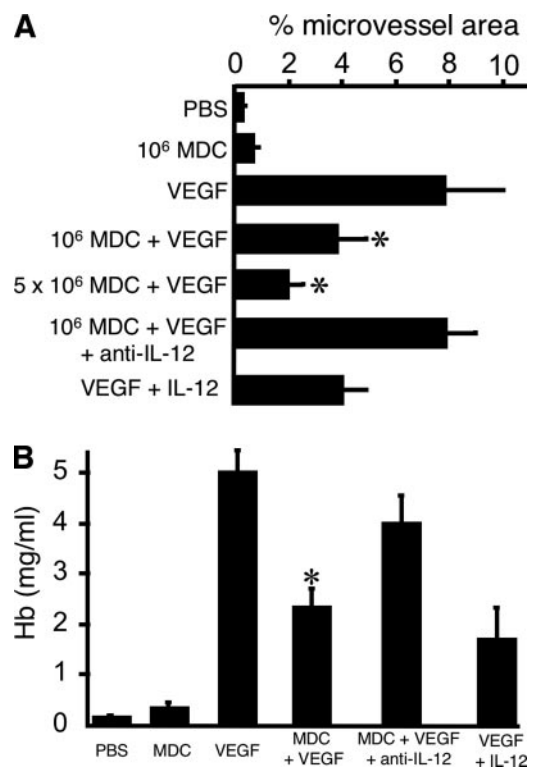 A
% microvessel area
0 2 4 6 8 10
PBS
10⁶ MDC
VEGF
10⁶ MDC + VEGF
*
5 x 10⁶ MDC + VEGF
*
10⁶ MDC + VEGF
+ anti-IL-12
VEGF + IL-12
B
Hb (mg/ml)
5
4
3
2
1
0
*
PBS
MDC
VEGF
MDC
+ VEGF
MDC + VEGF
+ anti-IL-12
VEGF
+ IL-12